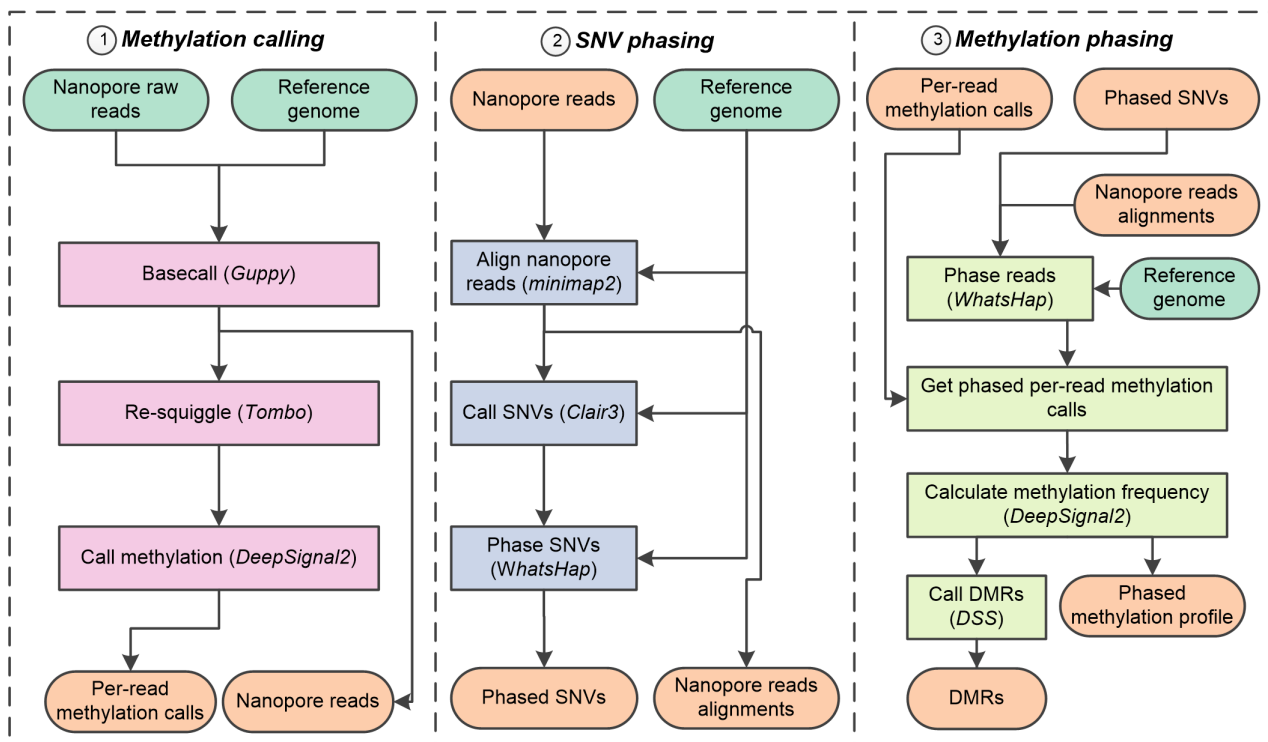 1 Methylation calling
Nanopore raw
reads
Reference
genome
Basecall (Guppy)
Re-squiggle (Tombo)
Call methylation (DeepSignal2)
Per-read
methylation calls
Nanopore reads
2 SNV phasing
Nanopore reads
Reference
genome
Align nanopore
reads (minimap2)
Call SNVs (Clair3)
Phase SNVs
(WhatsHap)
Phased SNVs
Nanopore reads
alignments
3 Methylation phasing
Per-read
methylation calls
Phased SNVs
Nanopore reads
alignments
Phase reads
(WhatsHap)
Reference
genome
Get phased per-read methylation
calls
Calculate methylation frequency
(DeepSignal2)
Call DMRs
(DSS)
Phased
methylation profile
DMRs